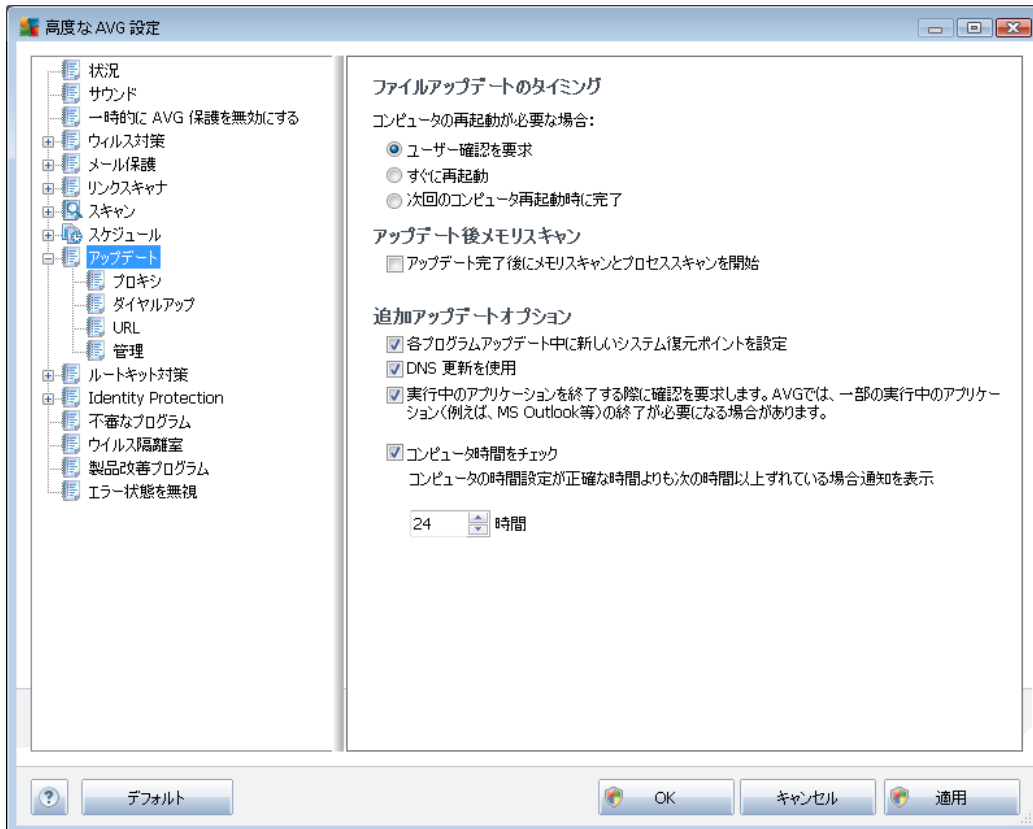 高度な AVG 設定
状況
サウンド
一時的に AVG 保護を無効にする
ウィルス対策
メール保護
リンクスキャナ
スキャン
スケジュール
アップデート
プロキシ
ダイヤルアップ
URL
管理
ルートキット対策
Identity Protection
不審なプログラム
ウイルス隔離室
製品改善プログラム
エラー状態を無視
ファイルアップデートのタイミング
コンピュータの再起動が必要な場合:
ユーザー確認を要求
すぐに再起動
次回のコンピュータ再起動時に完了
アップデート後メモリスキャン
アップデート完了後にメモリスキャンとプロセススキャンを開始
追加アップデートオプション
各プログラムアップデート中に新しいシステム復元ポイントを設定
DNS 更新を使用
実行中のアプリケーションを終了する際に確認を要求します。AVGでは、一部の実行中のアプリケー
ション(例えば、MS Outlook等)の終了が必要になる場合があります。
コンピュータ時間をチェック
コンピュータの時間設定が正確な時間よりも次の時間以上ずれている場合通知を表示
24 時間
? デフォルト OK キャンセル 適用